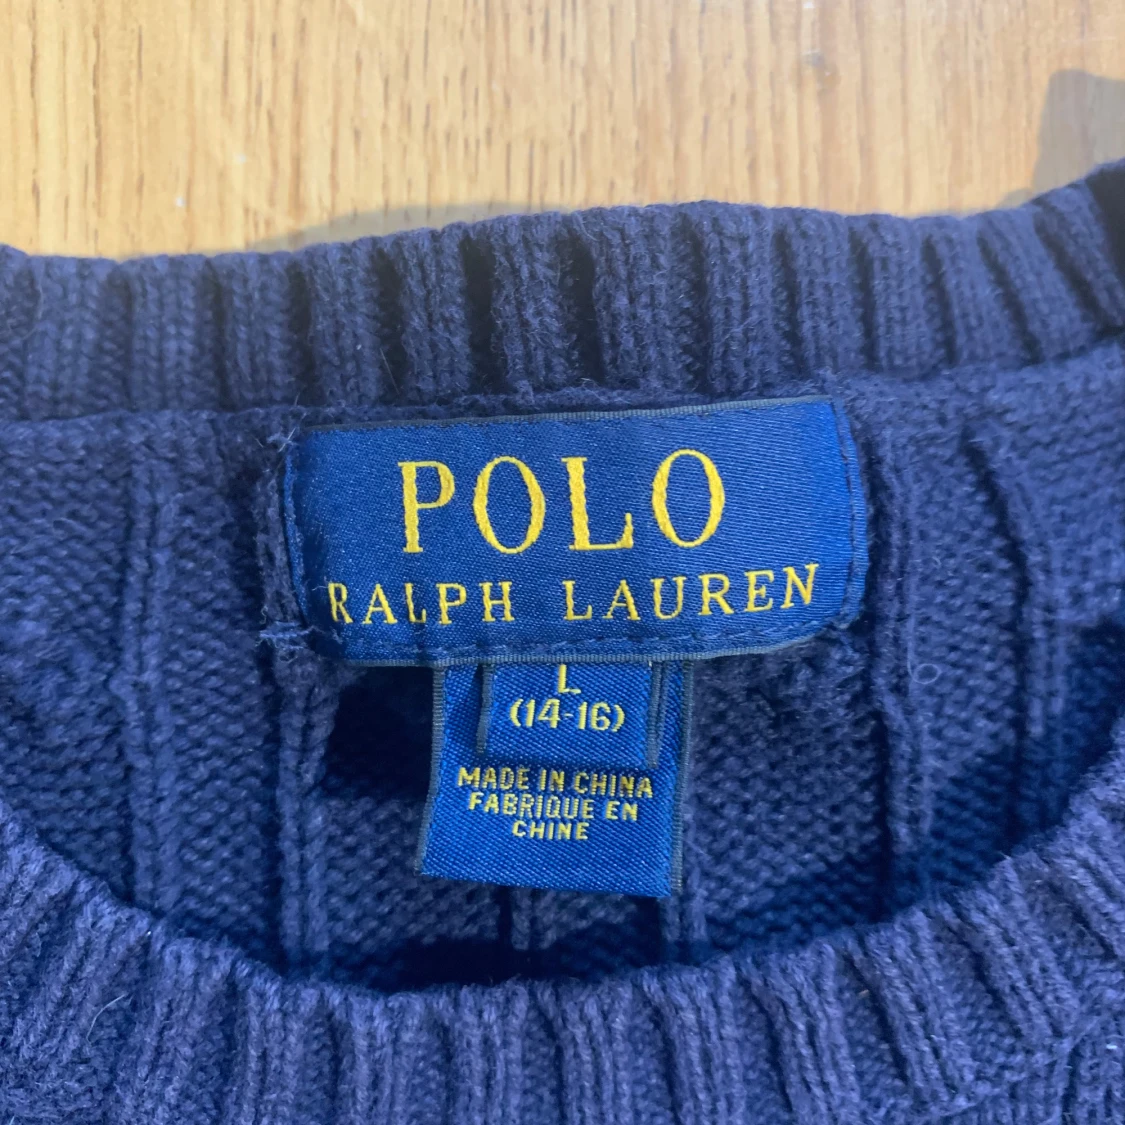 POLO
RALPH LAUREN
L
(14-16)
MADE IN CHINA
FABRIQUE EN
CHINE